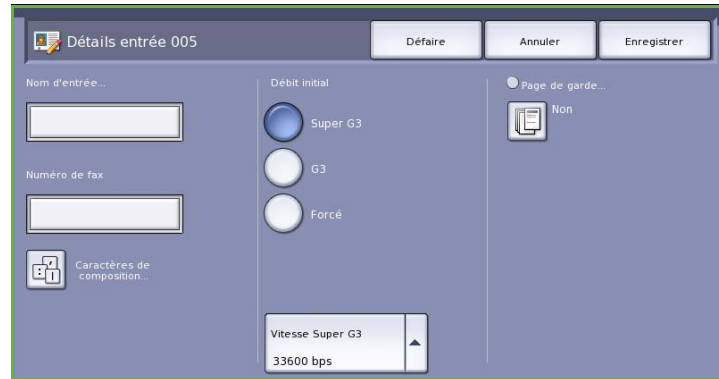 Détails entrée 005
Défaire
Annuler
Enregistrer
Nom d'entrée...
Numéro de fax
Caractères de
composition...
Débit initial
Super G3
G3
Forcé
Vitesse Super G3
33600 bps
Page de garde...
Non